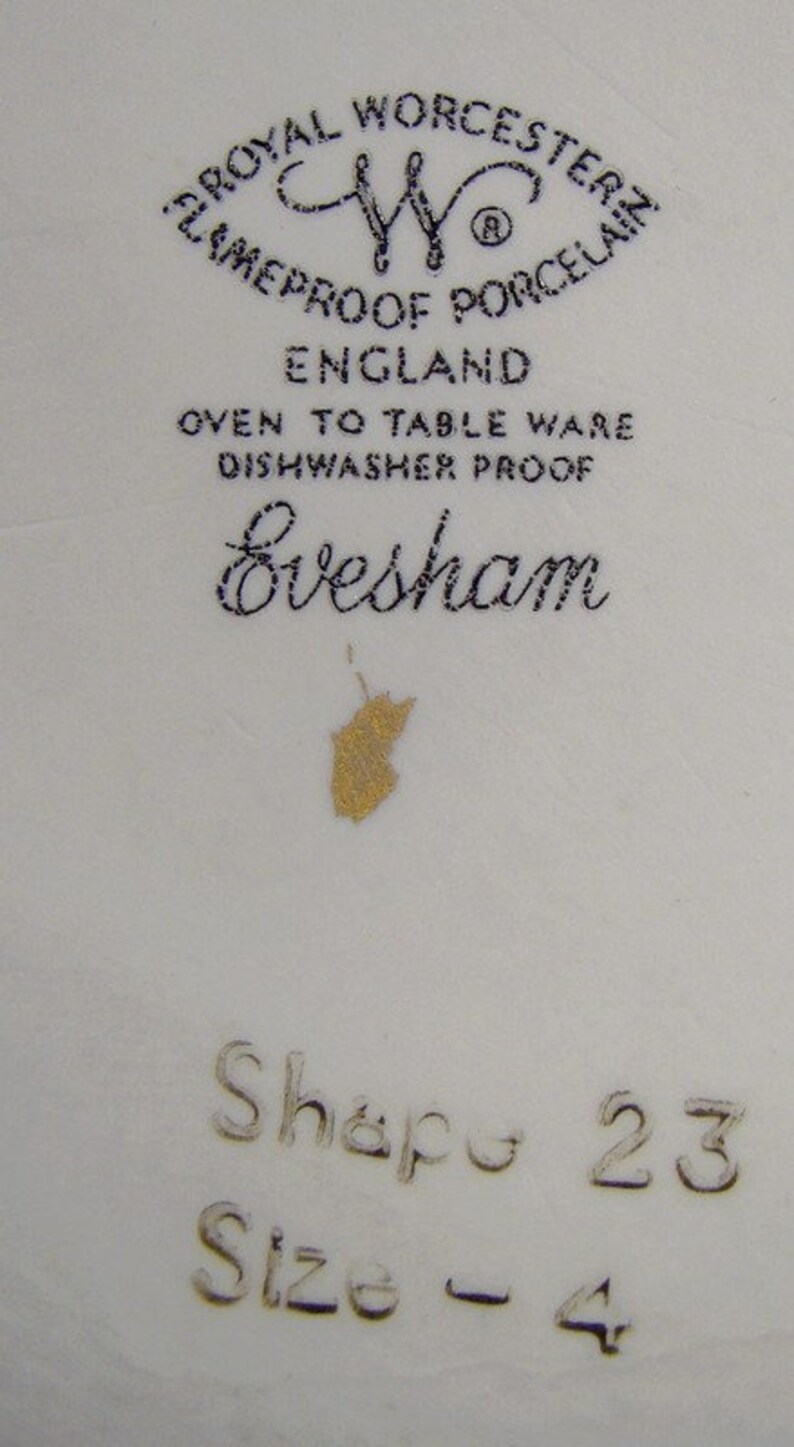 ROYAL WORCESTER
W ®
FLAMEPROOF PORCELAIN
ENGLAND
OVEN TO TABLE WARE
DISHWASHER PROOF
Evesham
Shape 23
Size - 4